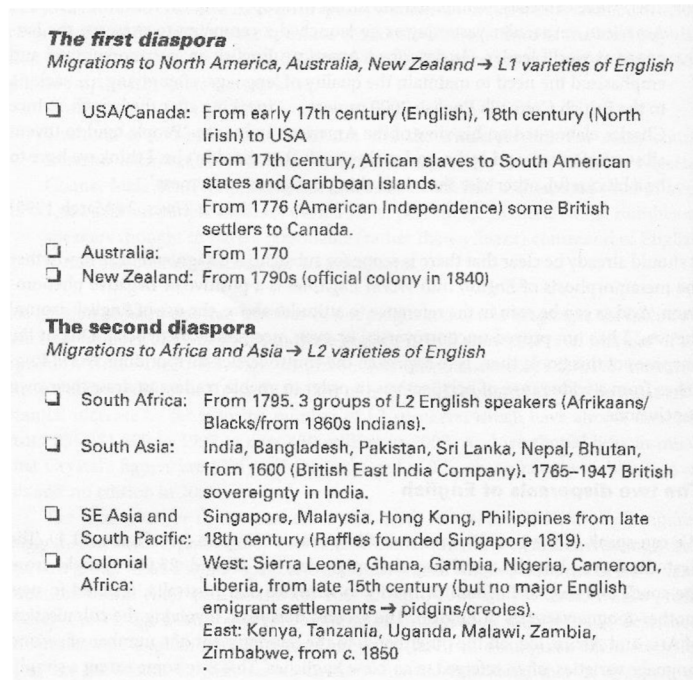 The first diaspora
Migrations to North America, Australia, New Zealand → L1 varieties of English
❑ USA/Canada: From early 17th century (English), 18th century (North
Irish) to USA.
From 17th century, African slaves to South American
states and Caribbean Islands.
From 1776 (American Independence) some British
settlers to Canada.
❑ Australia: From 1770
❑ New Zealand: From 1790s (official colony in 1840)
The second diaspora
Migrations to Africa and Asia → L2 varieties of English
❑ South Africa: From 1795. 3 groups of L2 English speakers (Afrikans/
Blacks/from 1860s Indians).
❑ South Asia: India, Bangladesh, Pakistan, Sri Lanka, Nepal, Bhutan,
from 1600 (British East India Company), 1765–1947 British
sovereignty in India.
❑ SE Asia and Singapore, Malaysia, Hong Kong, Philippines from late
South Pacific: 18th century (Raffles founded Singapore 1819).
❑ Colonial West: Sierra Leone, Ghana, Gambia, Nigeria, Cameroon,
Africa: Liberia, from late 15th century (but no major English
emigrant settlements → pidgins/creoles).
East: Kenya, Tanzania, Uganda, Malawi, Zambia,
Zimbabwe, from c. 1850